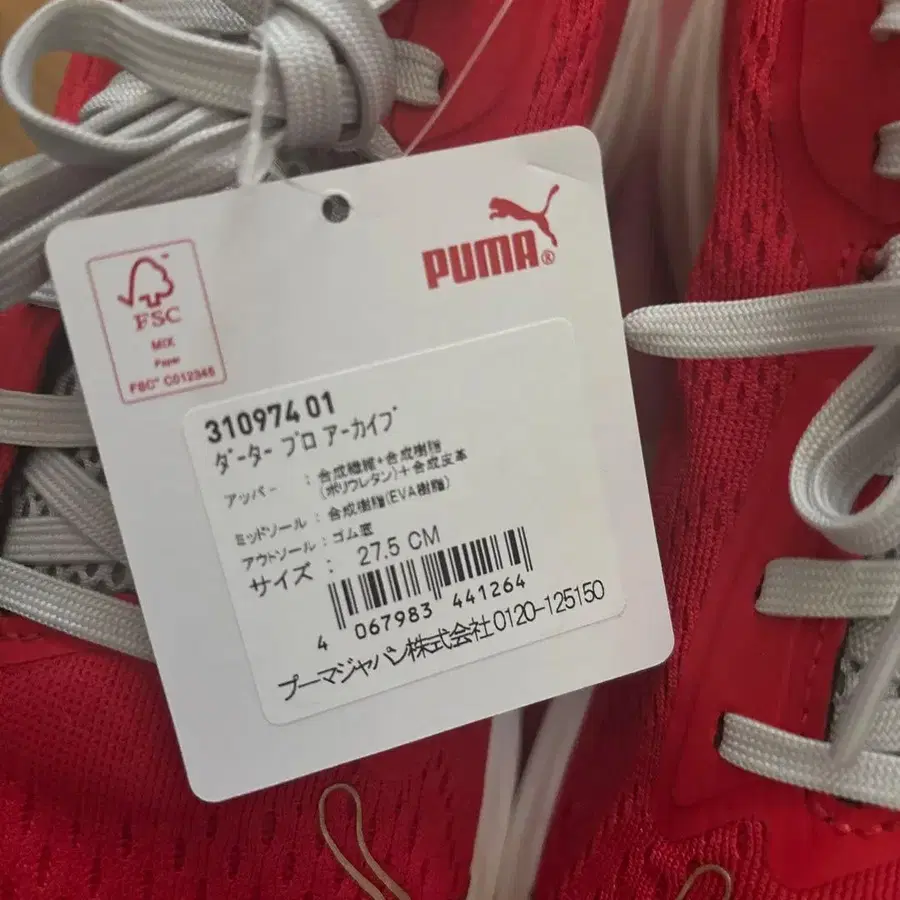 PUMA®
FSC
MIX
Paper
FSC™ C012345
310974 01
ダーター プロ アーカイブ
アッパー : 合成繊維+合成樹脂
(ポリウレタン)+合成皮革
ミッドソール : 合成樹脂(EVA樹脂)
アウトソール : ゴム底
サイズ : 27.5 CM
4 067983 441264
プーマジャパン株式会社 0120-125150